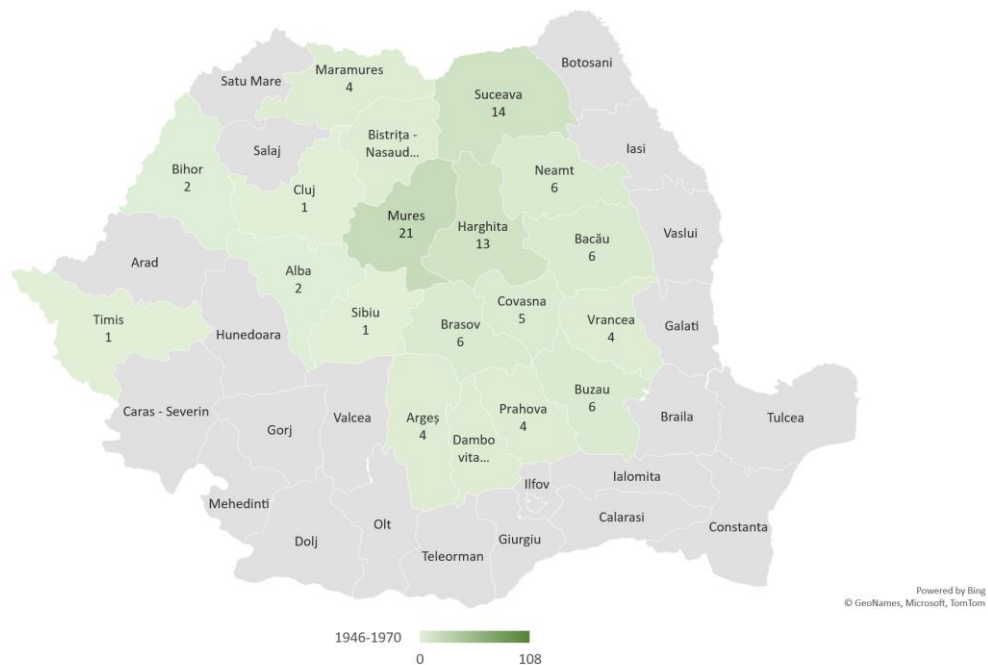 Botosani
Maramures
4
Satu Mare
Suceava
14
Bistrița -
Nasaud...
Iasi
Salaj
Neamt
6
Bihor
2
Cluj
1
Mures
21
Harghita
13
Vaslui
Bacău
6
Arad
Alba
2
Covasna
5
Sibiu
1
Timis
1
Brasov
6
Vrancea
4
Galati
Hunedoara
Buzau
6
Caras - Severin
Valcea
Argeș
4
Prahova
4
Braila
Tulcea
Gorj
Dambo
vita...
Ilfov
Ialomita
Mehedinti
Calarasi
Constanta
Olt
Dolj
Giurgiu
Teleorman
Powered by Bing
© GeoNames, Microsoft, TomTom
1946-1970
0 108